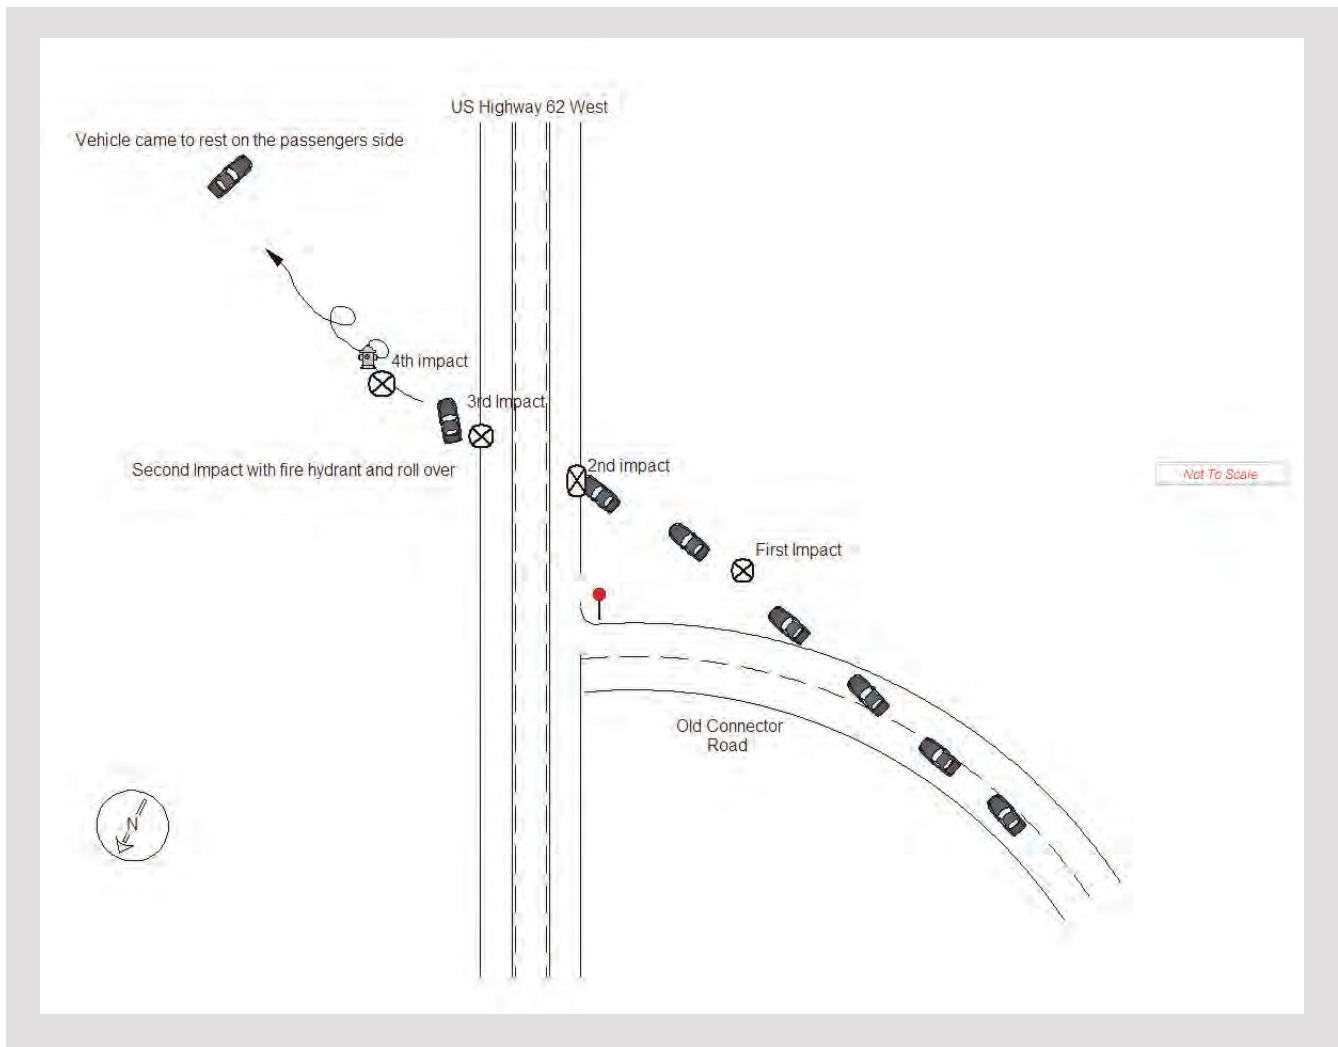 US Highway 62 West
Vehicle came to rest on the passengers side
4th impact
3rd Impact
Second Impact with fire hydrant and roll over
2nd impact
Not To Scale
First Impact
Old Connector
Road
N